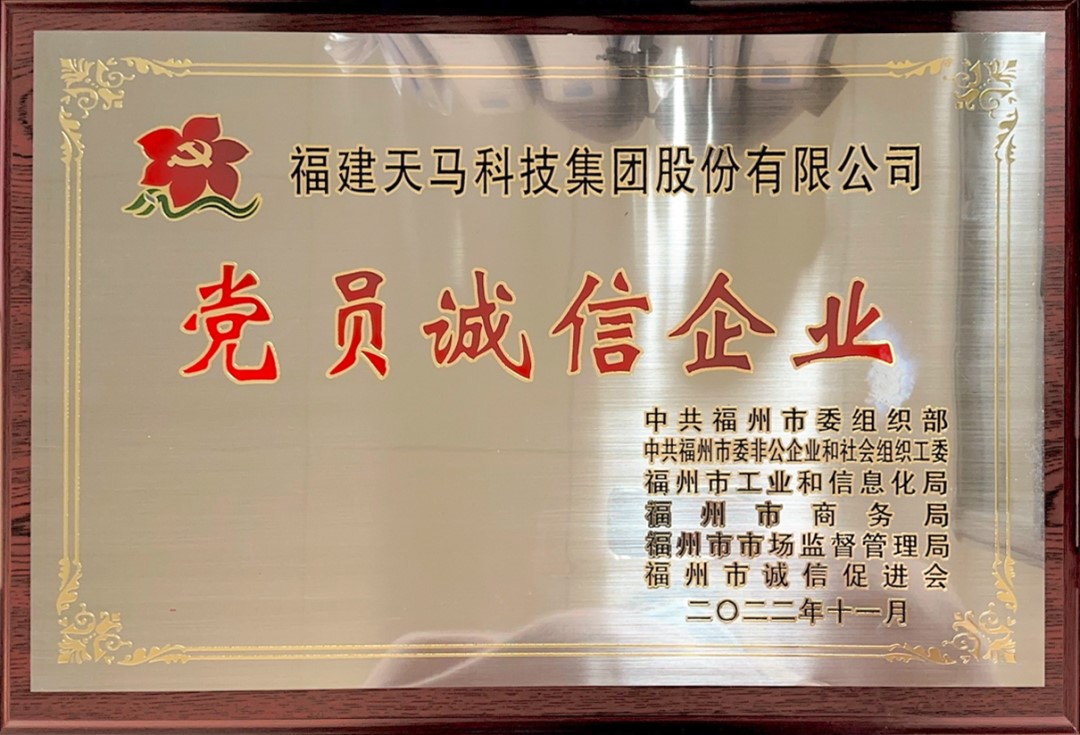 福建天马科技集团股份有限公司
党员诚信企业
中共福州市委组织部
中共福州市委非公企业和社会组织工委
福州市工业和信息化局
福州市商务局
福州市市场监督管理局
福州市诚信促进会
二〇二二年十一月